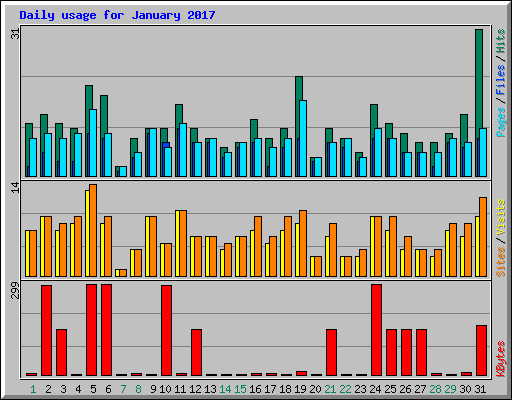 Daily usage for January 2017
31
Pages / Files / Hits
14
Sites / Visits
299
KBytes
1 2 3 4 5 6 7 8 9 10 11 12 13 14 15 16 17 18 19 20 21 22 23 24 25 26 27 28 29 30 31